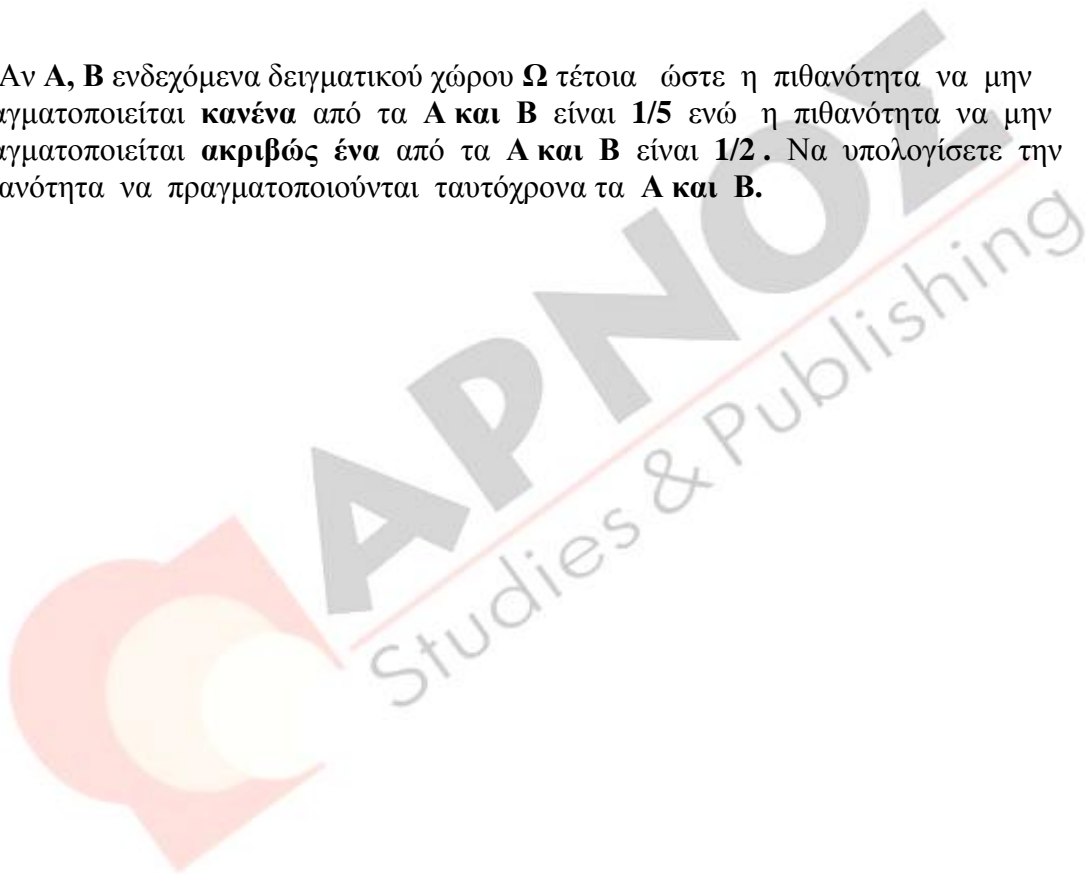 Αν Α, Β ενδεχόμενα δειγματικού χώρου Ω τέτοια ώστε η πιθανότητα να μην
αγματοποιείται κανένα από τα Α και Β είναι 1/5 ενώ η πιθανότητα να μην
αγματοποιείται ακριβώς ένα από τα Α και Β είναι 1/2 . Να υπολογίσετε την
ανότητα να πραγματοποιούνται ταυτόχρονα τα Α και Β.
ΑΡΝΟΣ
Studies & Publishing